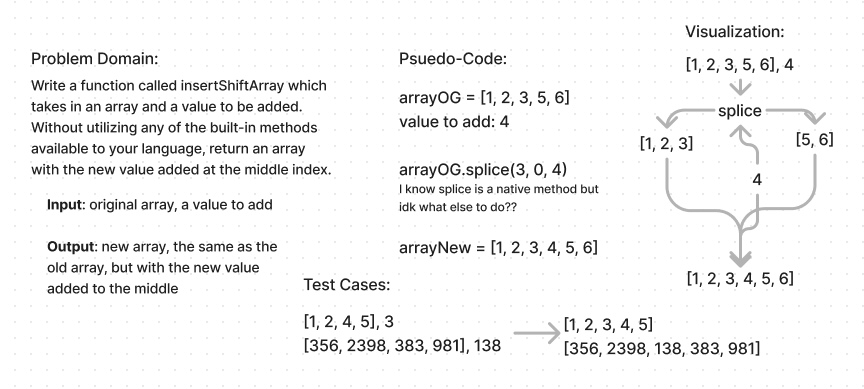 Problem Domain:
Write a function called insertShiftArray which
takes in an array and a value to be added.
Without utilizing any of the built-in methods
available to your language, return an array
with the new value added at the middle index.
Input: original array, a value to add
Output: new array, the same as the
old array, but with the new value
added to the middle
Psuedo-Code:
arrayOG = [1, 2, 3, 5, 6]
value to add: 4
arrayOG.splice(3, 0, 4)
I know splice is a native method but
idk what else to do??
arrayNew = [1, 2, 3, 4, 5, 6]
Visualization:
[1, 2, 3, 5, 6], 4
splice
[1, 2, 3]
[5, 6]
4
[1, 2, 3, 4, 5, 6]
Test Cases:
[1, 2, 4, 5], 3
[356, 2398, 383, 981], 138
[1, 2, 3, 4, 5]
[356, 2398, 138, 383, 981]